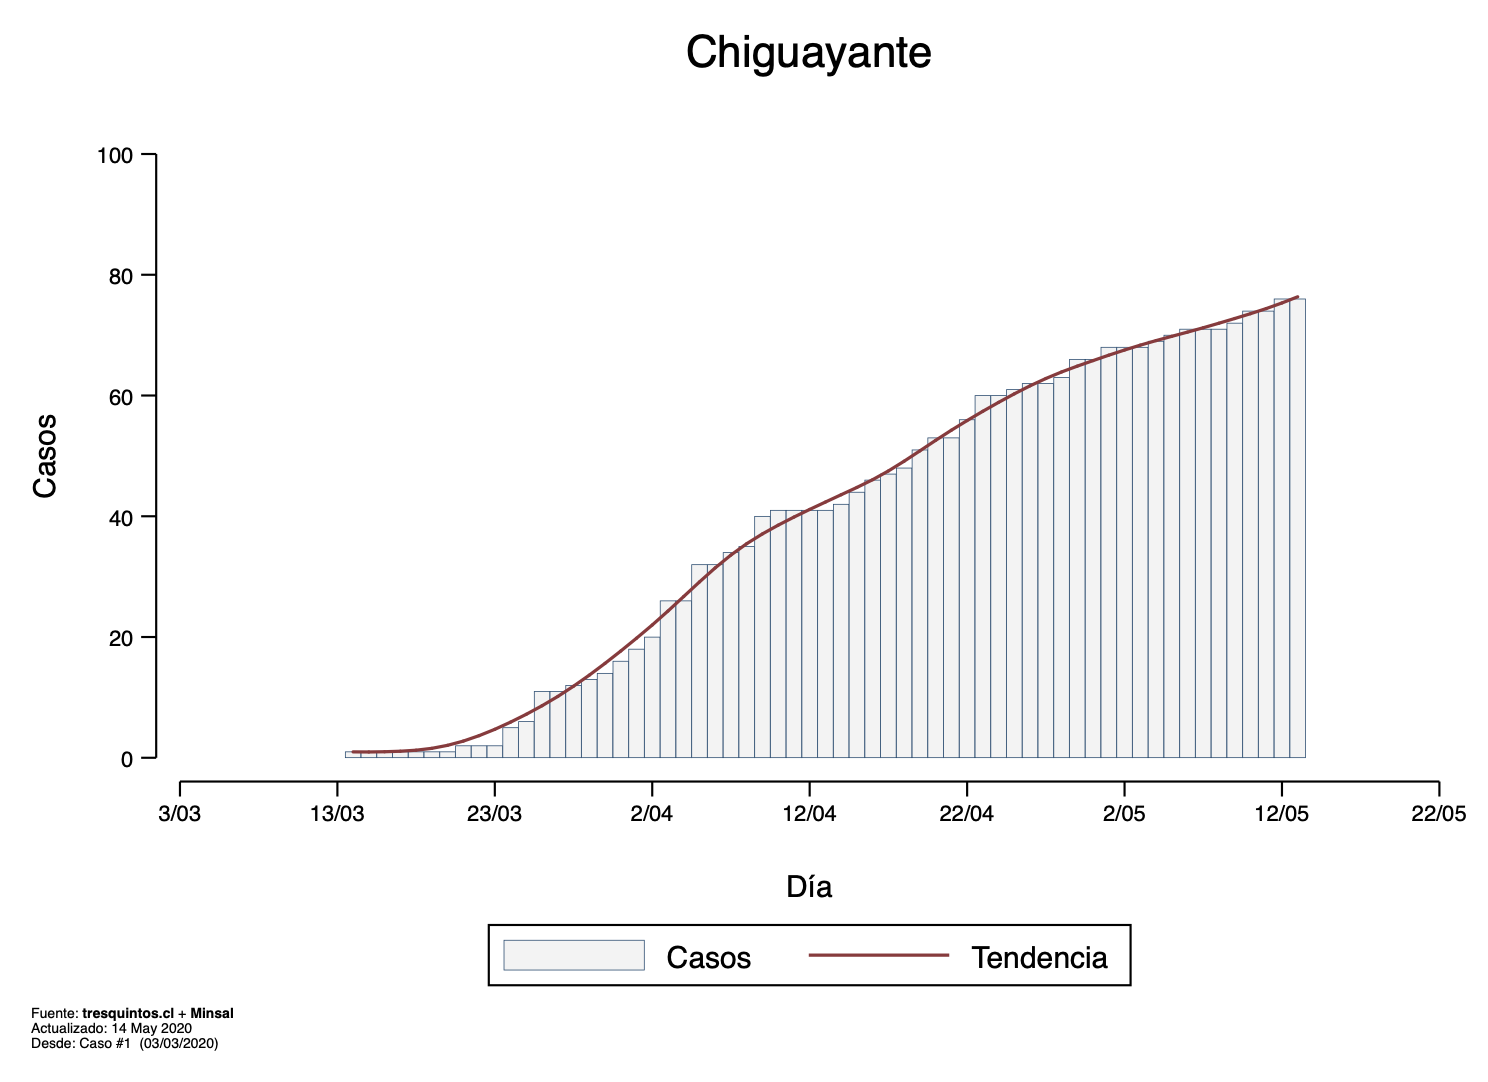 Chiguayante
100
80
60
40
20
0
Casos
3/03 13/03 23/03 2/04 12/04 22/04 2/05 12/05 22/05
Día
Casos Tendencia
Fuente: tresquintos.cl + Minsal
Actualizado: 14 May 2020
Desde: Caso #1 (03/03/2020)